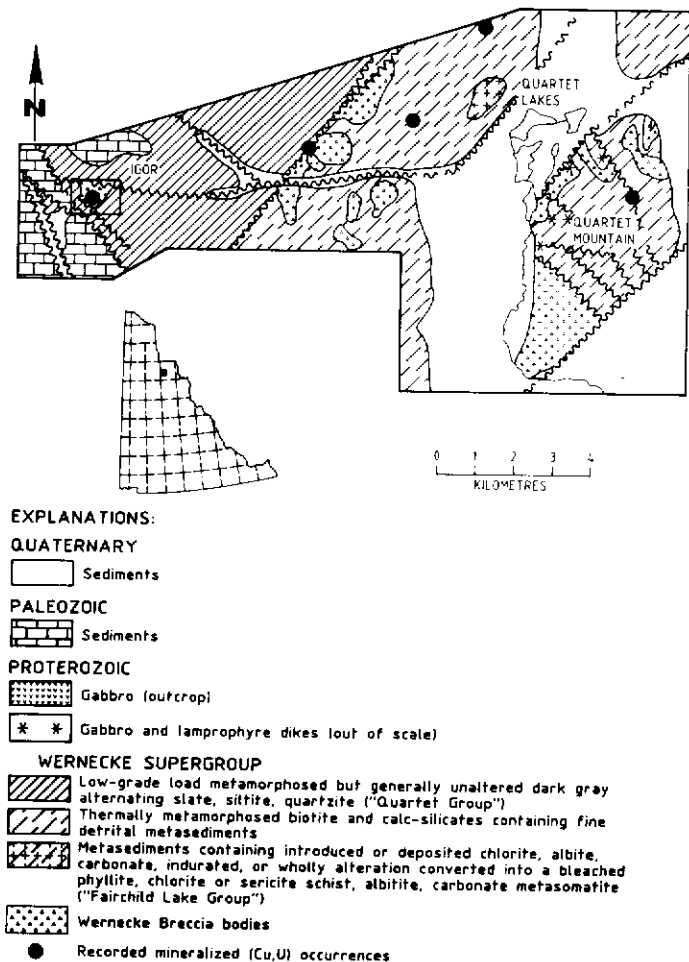 N
QUARTET
LAKES
IGOR
QUARTET
MOUNTAIN
0 1 2 3 4
KILOMETRES
EXPLANATIONS:
QUATERNARY
Sediments
PALEOZOIC
Sediments
PROTEROZOIC
Gabbro (outcrop)
* * Gabbro and lamprophyre dikes (out of scale)
WERNECKE SUPERGROUP
Low-grade load metamorphosed but generally unaltered dark gray
alternating slate, siltite, quartzite ("Quartet Group")
Thermally metamorphosed biotite and calc-silicates containing fine
detrital metasediments
Metasediments containing introduced or deposited chlorite, albite,
carbonate, indurated, or wholly alteration converted into a bleached
phyllite, chlorite or sericite schist, albitite, carbonate metasomatite
("Fairchild Lake Group")
Wernecke Breccia bodies
Recorded mineralized (Cu,U) occurrences